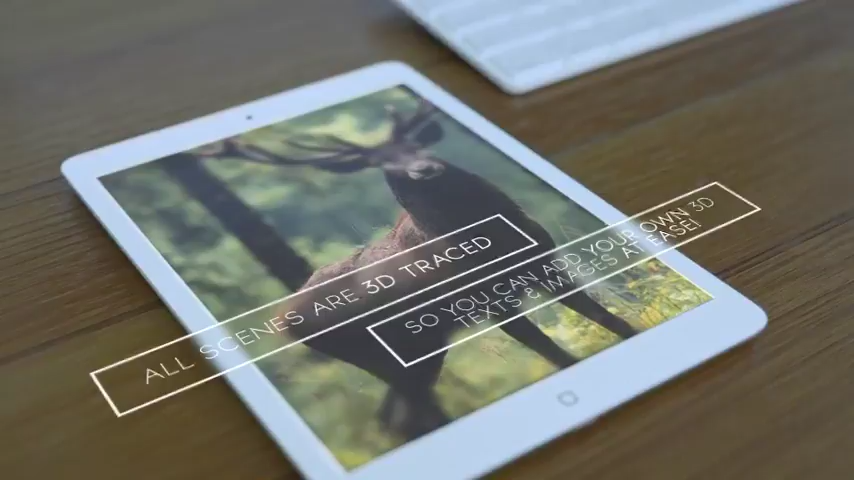 ALL SCENES ARE 3D TRACED
SO YOU CAN ADD YOUR OWN 3D
TEXTS & IMAGES AT EASE!